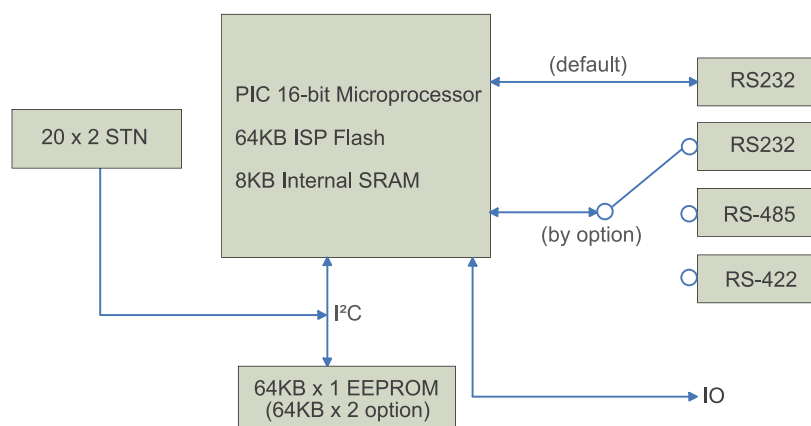 20 x 2 STN
PIC 16-bit Microprocessor
64KB ISP Flash
8KB Internal SRAM
(default)
RS232
RS232
RS-485
(by option)
RS-422
I²C
64KB x 1 EEPROM
(64KB x 2 option)
IO